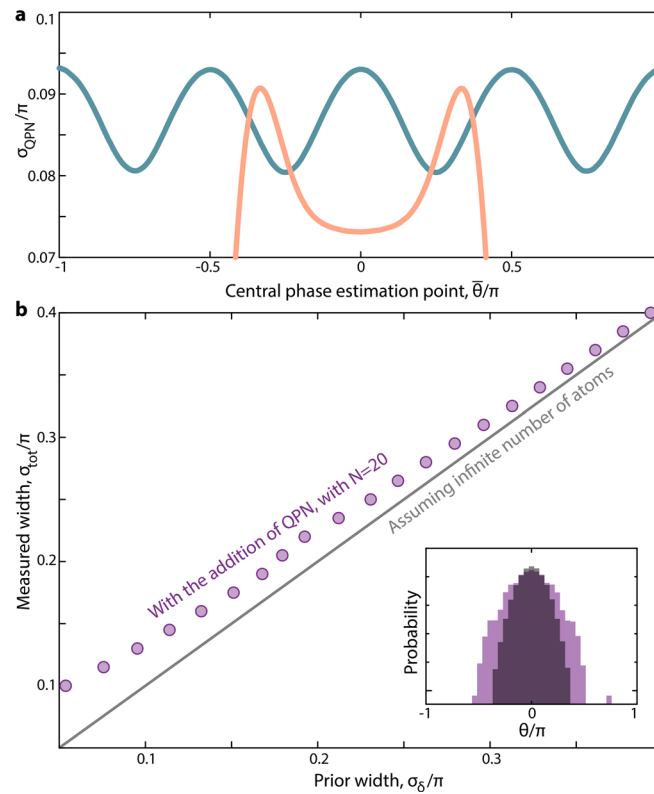 a
0.1
0.09
0.08
0.07
σQPN/π
-1
-0.5
0
0.5
Central phase estimation point, θ̅/π
b
0.4
0.3
0.2
0.1
Measured width, σtot/π
With the addition of QPN, with N=20
Assuming infinite number of atoms
Probability
-1
0
1
θ/π
0.1
0.2
0.3
Prior width, σδ/π